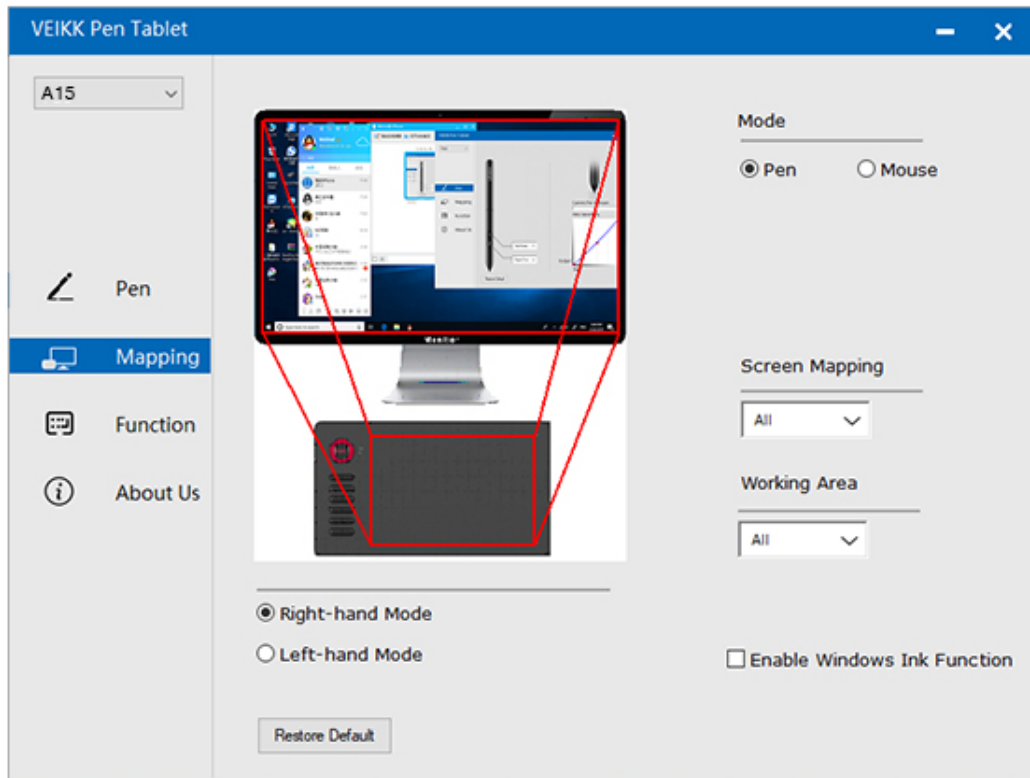 VEIKK Pen Tablet
A15
Pen
Mapping
Function
About Us
Monitor
Right-hand Mode
Left-hand Mode
Restore Default
Mode
Pen
Mouse
Screen Mapping
All
Working Area
All
Enable Windows Ink Function